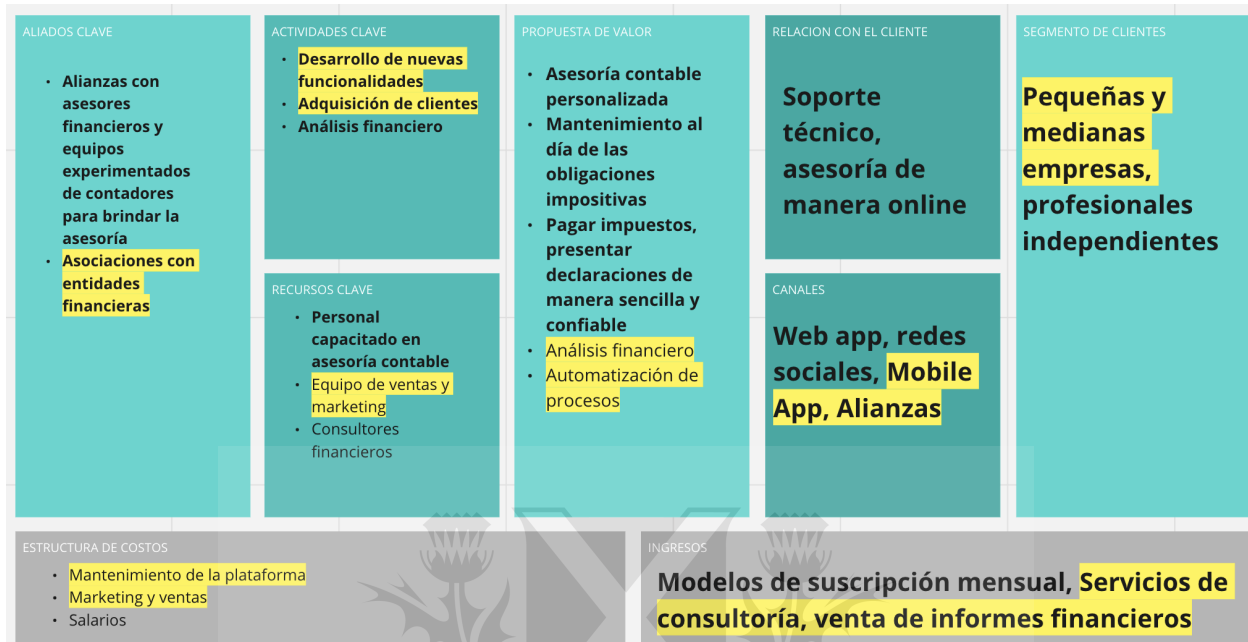 ALIADOS CLAVE
• Alianzas con
asesores
financieros y
equipos
experimentados
de contadores
para brindar la
asesoría
• Asociaciones con
entidades
financieras
ACTIVIDADES CLAVE
• Desarrollo de nuevas
funcionalidades
• Adquisición de clientes
• Análisis financiero
RECURSOS CLAVE
• Personal
capacitado en
asesoría contable
• Equipo de ventas y
marketing
• Consultores
financieros
PROPUESTA DE VALOR
• Asesoría contable
personalizada
• Mantenimiento al
día de las
obligaciones
impositivas
• Pagar impuestos,
presentar
declaraciones de
manera sencilla y
confiable
• Análisis financiero
• Automatización de
procesos
RELACION CON EL CLIENTE
Soporte
técnico,
asesoría de
manera online
CANALES
Web app, redes
sociales, Mobile
App, Alianzas
SEGMENTO DE CLIENTES
Pequeñas y
medianas
empresas,
profesionales
independientes
ESTRUCTURA DE COSTOS
• Mantenimiento de la plataforma
• Marketing y ventas
• Salarios
INGRESOS
Modelos de suscripción mensual, Servicios de
consultoría, venta de informes financieros